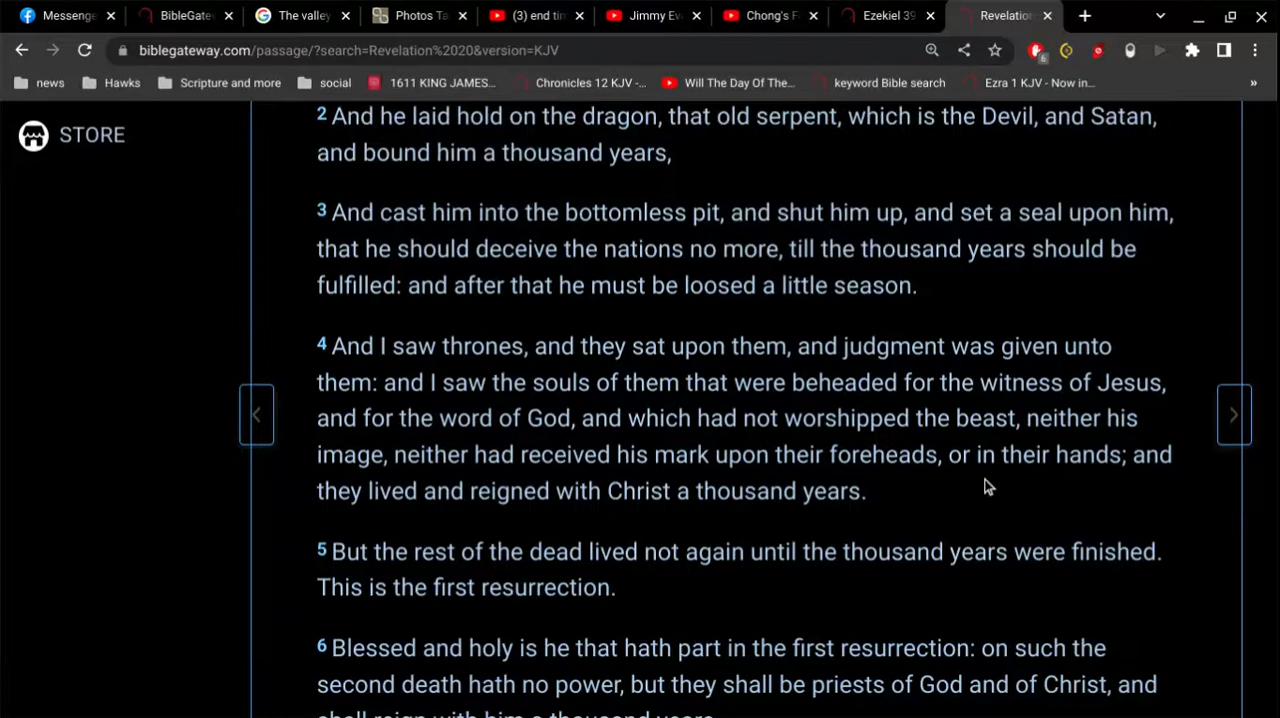 Messenge
BibleGate
The valley
Photos Ta
(3) end tim
Jimmy Eva
Chong's F
Ezekiel 39
Revelation
biblegateway.com/passage/?search=Revelation%2020&version=KJV
6
news
Hawks
Scripture and more
social
1611 KING JAMES...
Chronicles 12 KJV -...
Will The Day Of The...
keyword Bible search
Ezra 1 KJV - Now in...
»
STORE
2 And he laid hold on the dragon, that old serpent, which is the Devil, and Satan,
and bound him a thousand years,
3 And cast him into the bottomless pit, and shut him up, and set a seal upon him,
that he should deceive the nations no more, till the thousand years should be
fulfilled: and after that he must be loosed a little season.
4 And I saw thrones, and they sat upon them, and judgment was given unto
them: and I saw the souls of them that were beheaded for the witness of Jesus,
and for the word of God, and which had not worshipped the beast, neither his
image, neither had received his mark upon their foreheads, or in their hands; and
they lived and reigned with Christ a thousand years.
5 But the rest of the dead lived not again until the thousand years were finished.
This is the first resurrection.
6 Blessed and holy is he that hath part in the first resurrection: on such the
second death hath no power, but they shall be priests of God and of Christ, and
shall reign with him a thousand years.